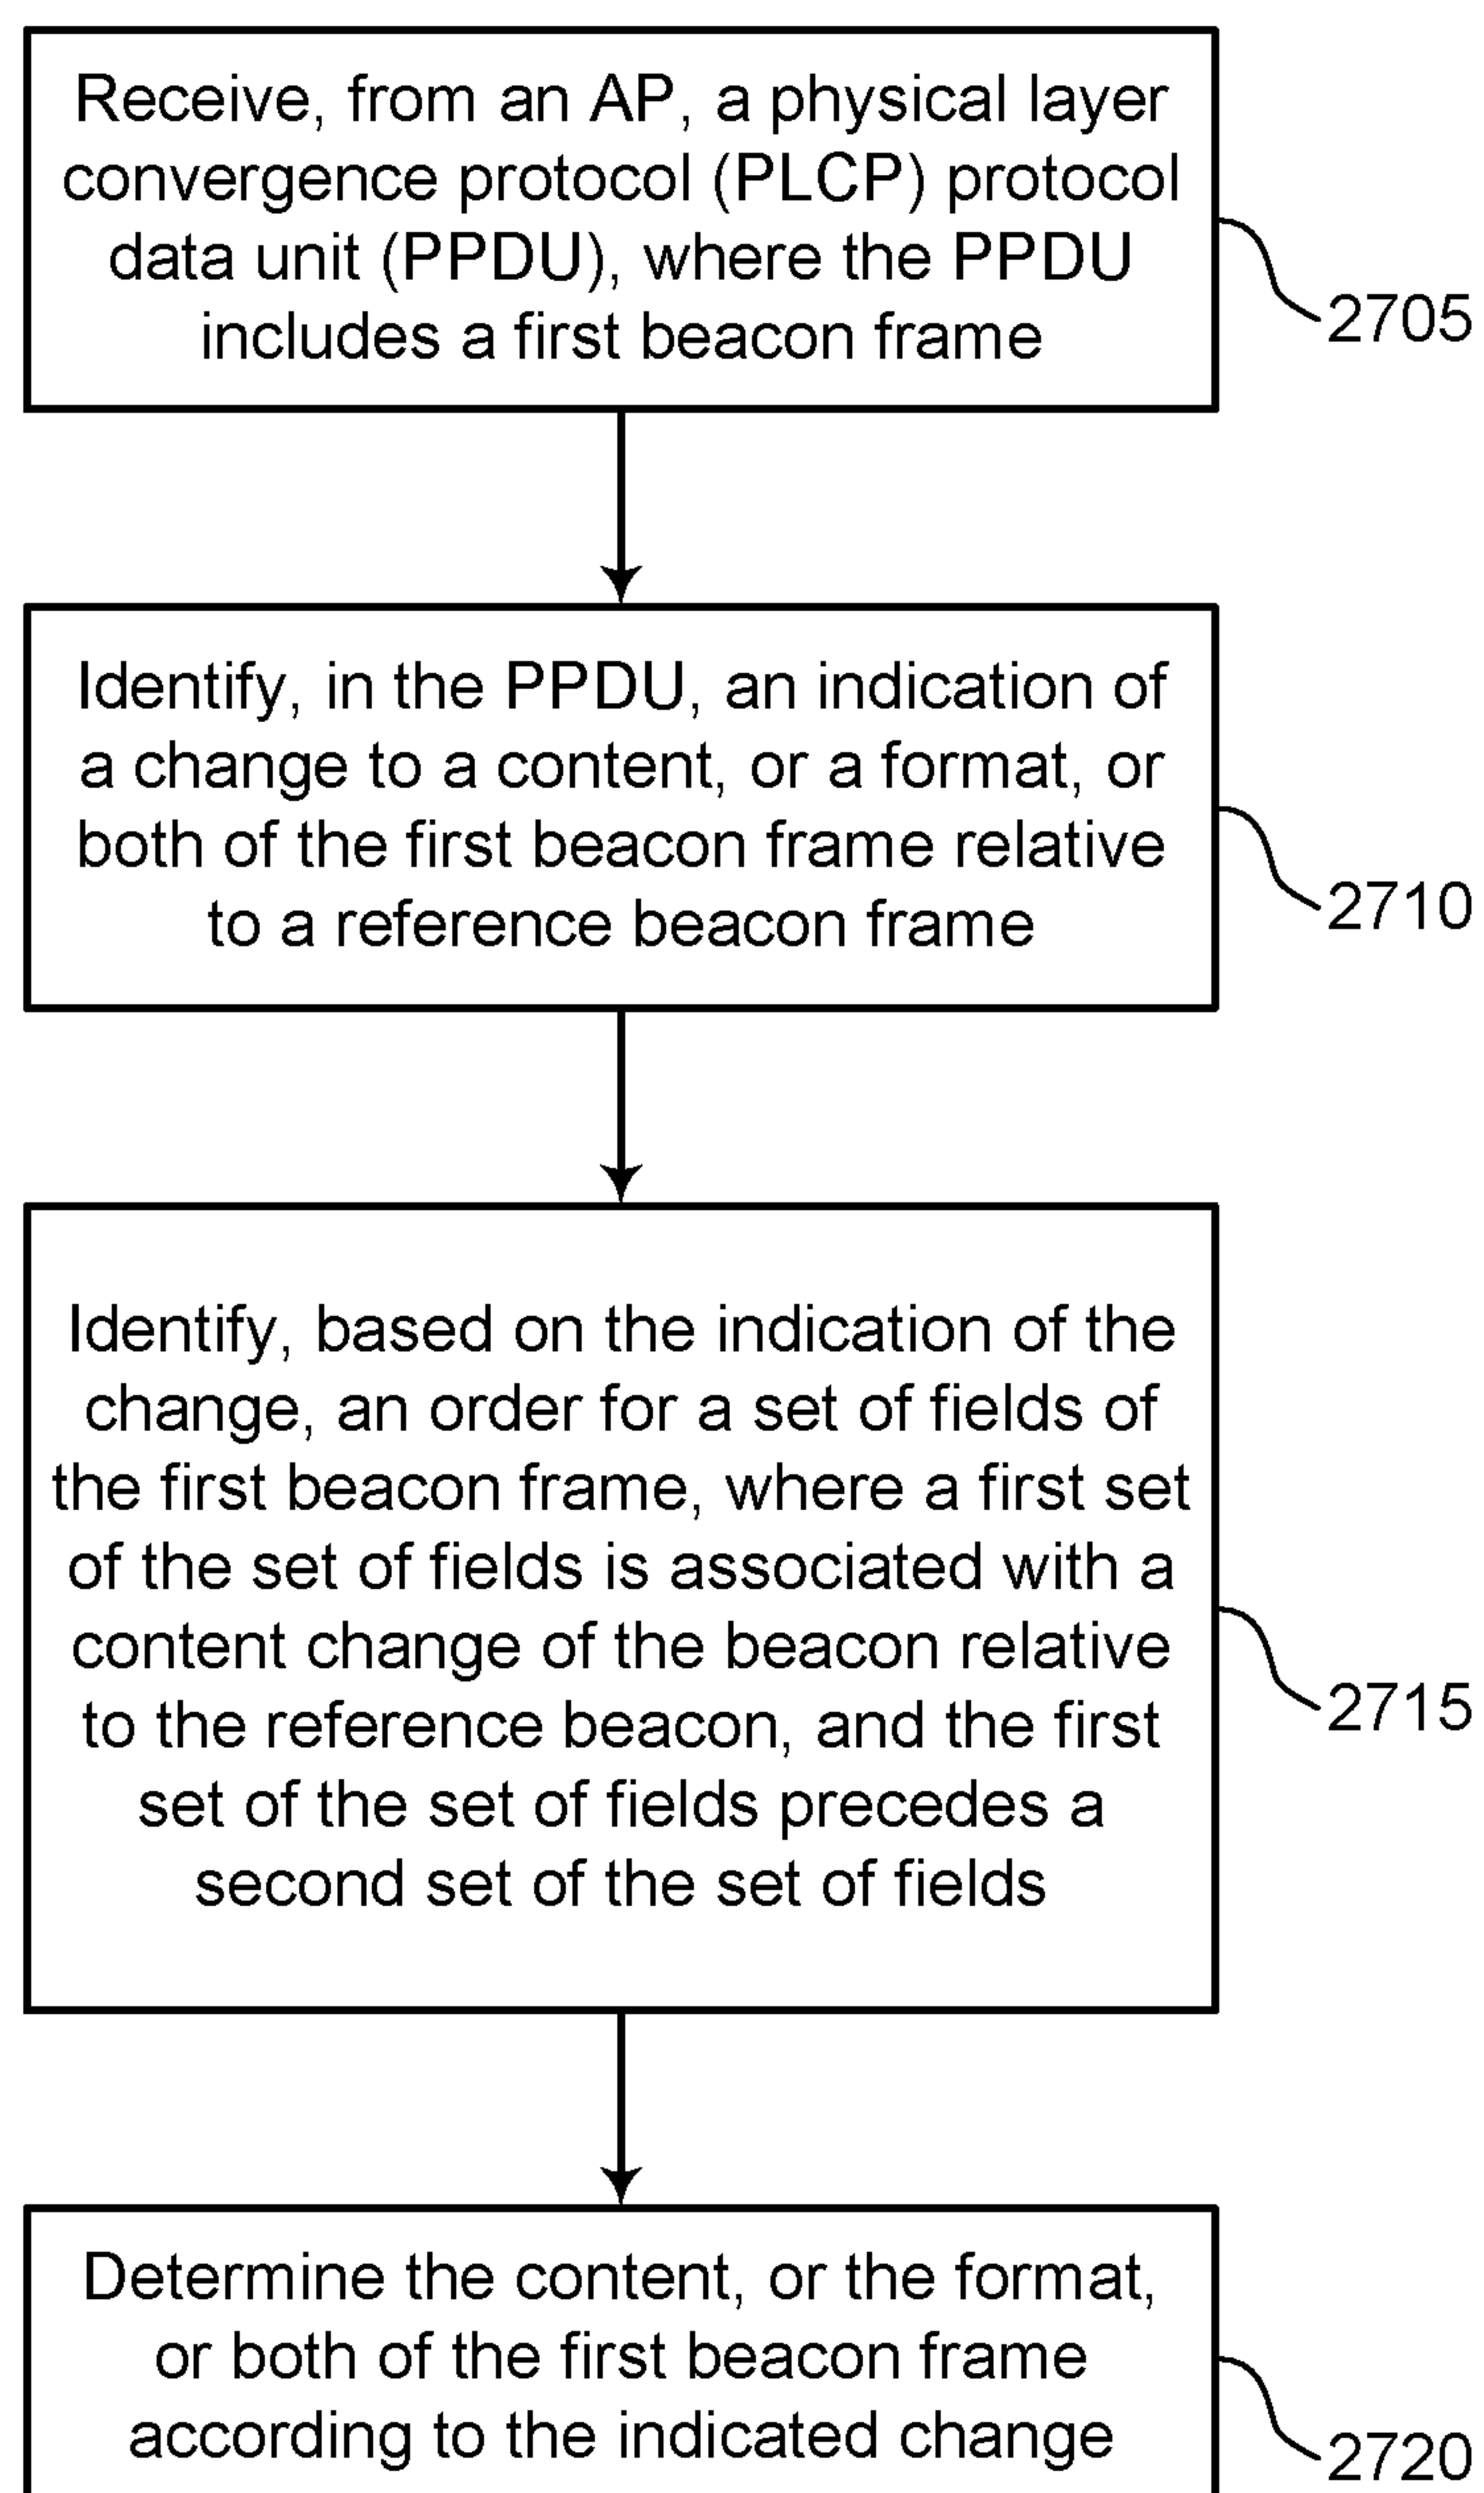 Receive, from an AP, a physical layer
convergence protocol (PLCP) protocol
data unit (PPDU), where the PPDU
includes a first beacon frame
2705
Identify, in the PPDU, an indication of
a change to a content, or a format, or
both of the first beacon frame relative
to a reference beacon frame
2710
Identify, based on the indication of the
change, an order for a set of fields of
the first beacon frame, where a first set
of the set of fields is associated with a
content change of the beacon relative
to the reference beacon, and the first
set of the set of fields precedes a
second set of the set of fields
2715
Determine the content, or the format,
or both of the first beacon frame
according to the indicated change
2720